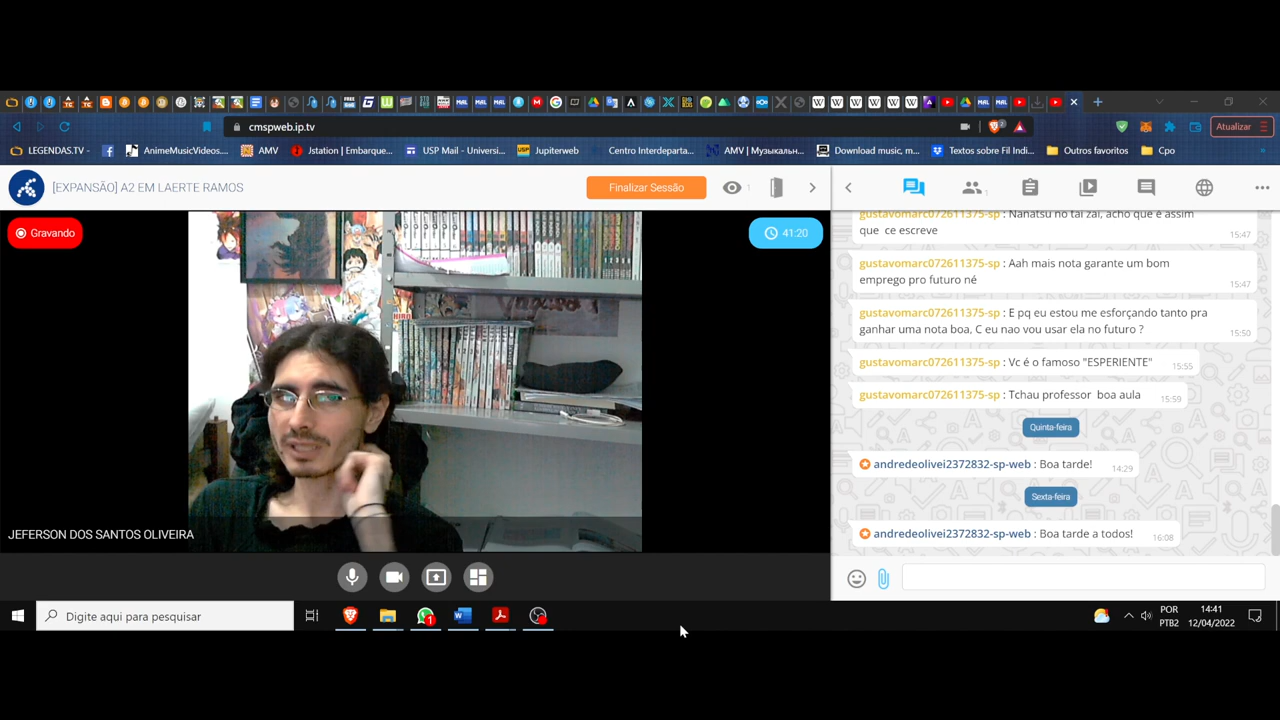 cmspweb.ip.tv
2
Atualizar
LEGENDAS.TV -
AnimeMusicVideos...
AMV
Jstation | Embarque...
USP Mail - Universi...
Jupiterweb
Centro Interdeparta...
AMV | Музыкальн...
Download music, m...
Textos sobre Fil Indi...
Outros favoritos
Cpo
[EXPANSÃO] A2 EM LAERTE RAMOS
Finalizar Sessão
1
1
Gravando
41:20
JEFERSON DOS SANTOS OLIVEIRA
gustavomarc072611375-sp : Nanatsu no tai zai, acho que é assim
que ce escreve
15:47
gustavomarc072611375-sp : Aah mais nota garante um bom
emprego pro futuro né
15:47
gustavomarc072611375-sp : E pq eu estou me esforçando tanto pra
ganhar uma nota boa, C eu nao vou usar ela no futuro ?
15:50
gustavomarc072611375-sp : Vc é o famoso "ESPERIENTE"
15:55
gustavomarc072611375-sp : Tchau professor boa aula
15:59
Quinta-feira
andredeolivei2372832-sp-web : Boa tarde!
14:29
Sexta-feira
andredeolivei2372832-sp-web : Boa tarde a todos!
16:08
Digite aqui para pesquisar
1
POR
PTB2
14:41
12/04/2022